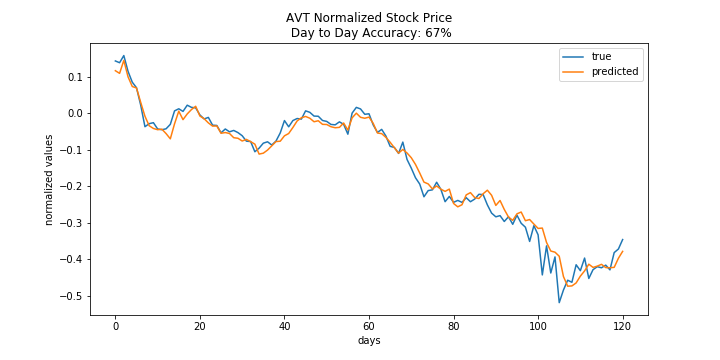 AVT Normalized Stock Price
Day to Day Accuracy: 67%
true
predicted
normalized values
0.1
0.0
−0.1
−0.2
−0.3
−0.4
−0.5
0 20 40 60 80 100 120
days